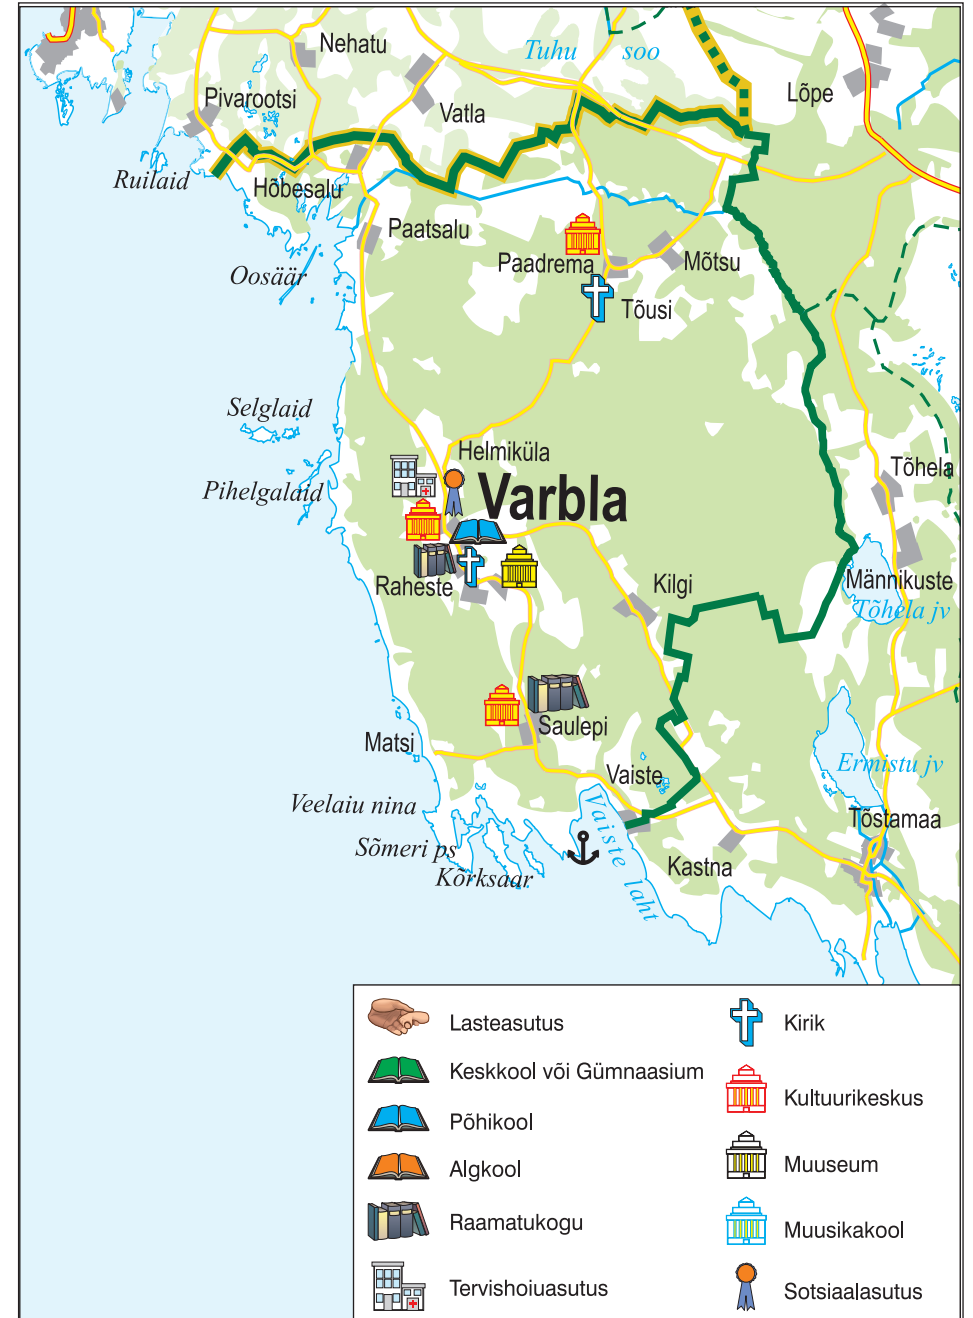 Nehatu
Tuhu soo
Lõpe
Pivarootsi
Vatla
Ruilaid
Hõbesalu
Paatsalu
Paadrema
Mõtsu
Oosäär
Tõusi
Selglaid
Helmiküla
Tõhela
Pihelgalaid
Varbla
Raheste
Kilgi
Männikuste
Tõhela jv
Saulepi
Matsi
Vaiste
Ermistu jv
Veelaiu nina
Vaiste laht
Tõstamaa
Sõmeri ps
Kõrksaar
Kastna
Lasteasutus
Keskkool või Gümnaasium
Põhikool
Algkool
Raamatukogu
Tervishoiuasutus
Kirik
Kultuurikeskus
Muuseum
Muusikakool
Sotsiaalasutus